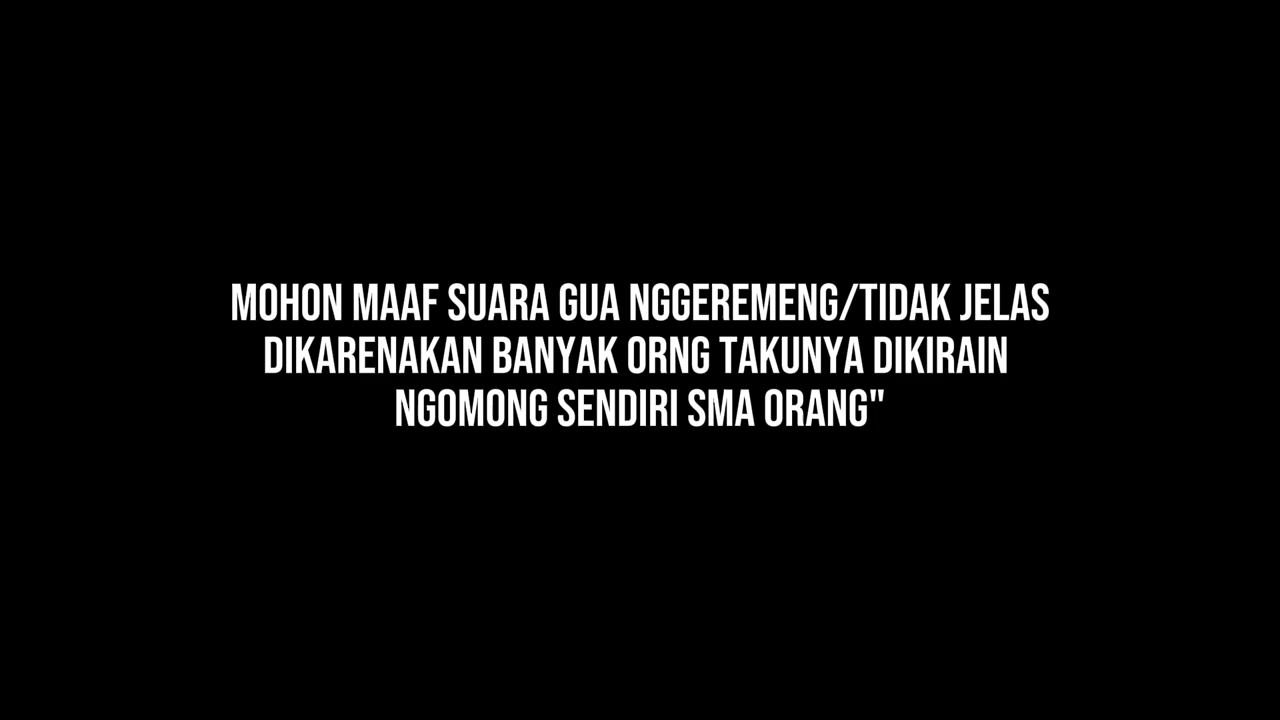 MOHON MAAF SUARA GUA NGGEREMENG/TIDAK JELAS
DIKARENAKAN BANYAK ORNG TAKUNYA DIKIRAIN
NGOMONG SENDIRI SMA ORANG"